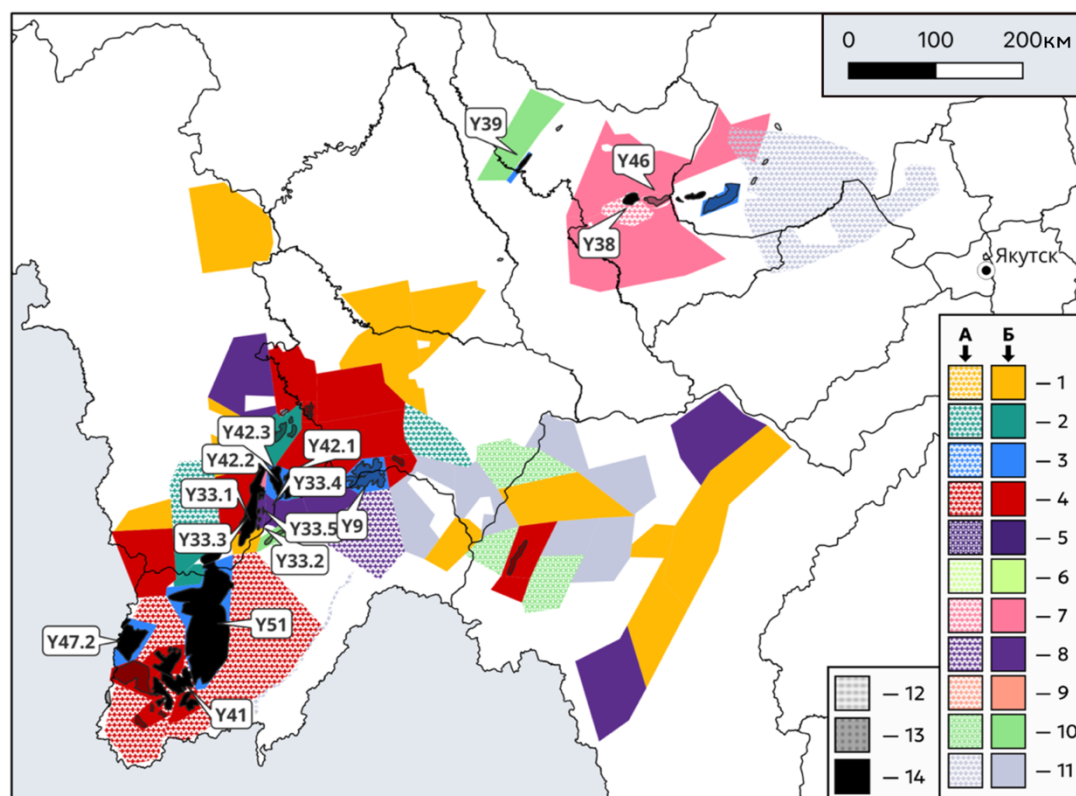 0 100 200км
Y39
Y46
Y38
Якутск
А Б
Y42.3
Y42.1
Y42.2
Y33.4
Y33.1
Y33.5
Y9
Y33.3
Y33.2
Y51
Y47.2
Y41
– 1
– 2
– 3
– 4
– 5
– 6
– 7
– 8
– 9
– 10
– 11
– 12
– 13
– 14